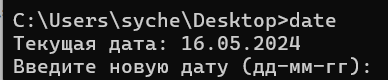 C:\Users\syche\Desktop>date
Текущая дата: 16.05.2024
Введите новую дату (дд-мм-гг):